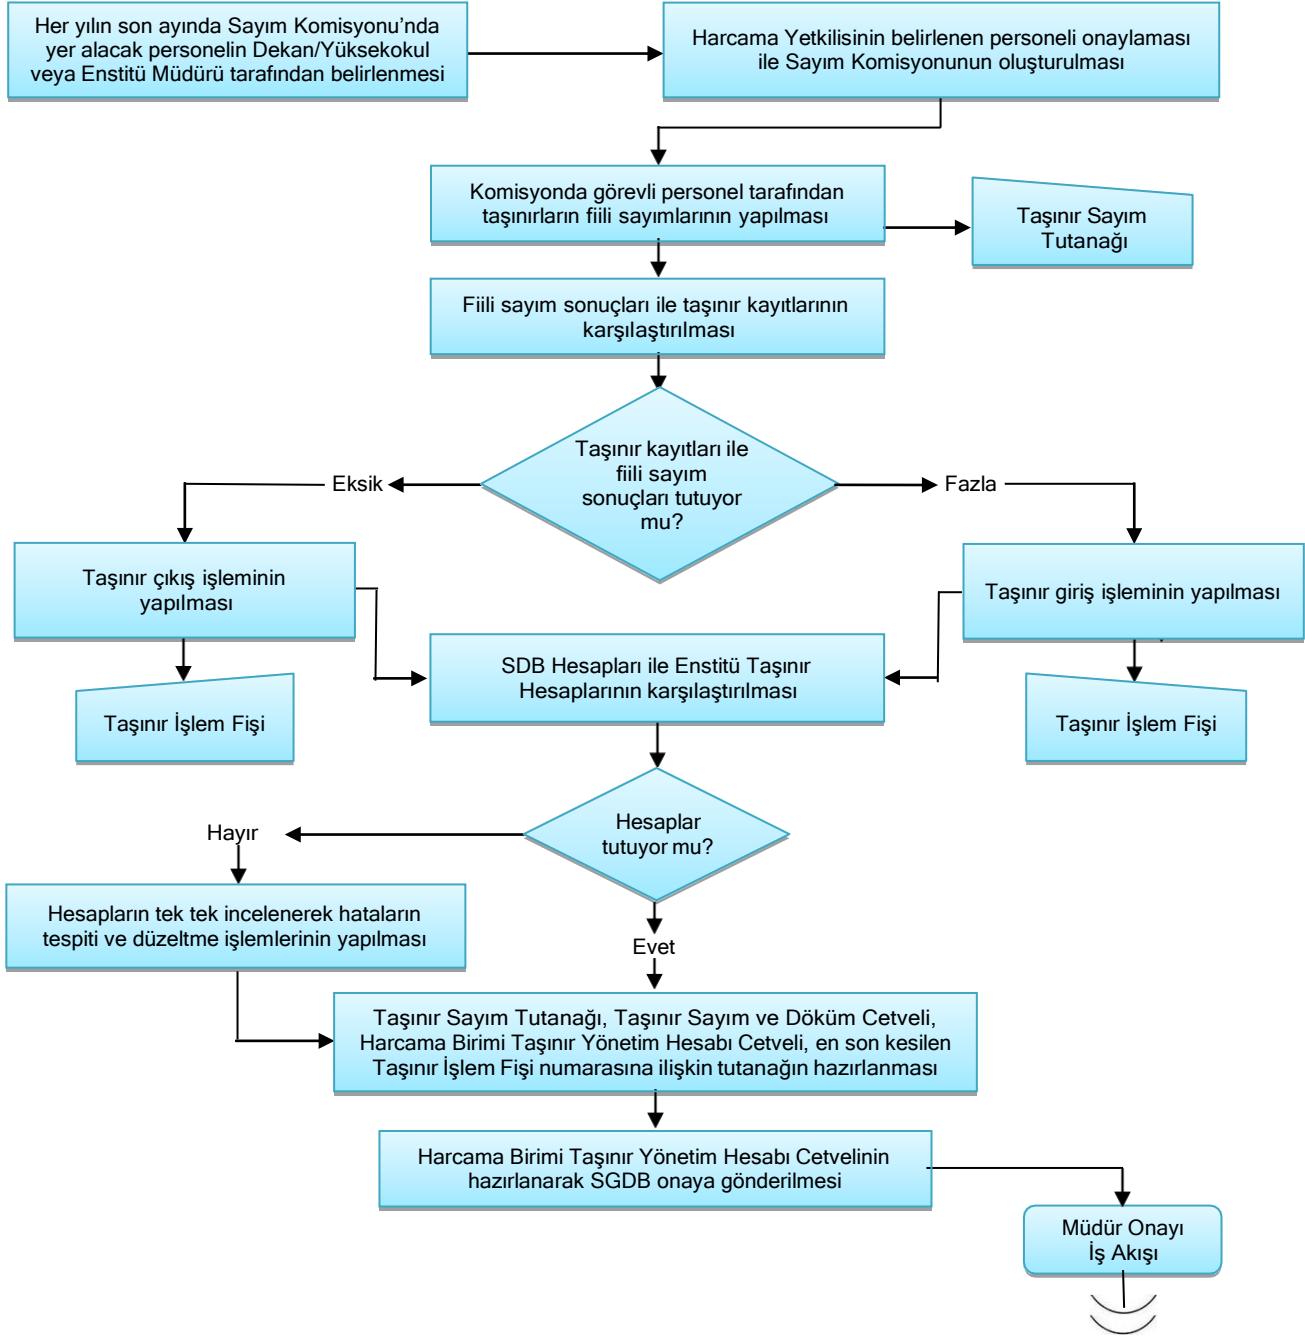 Her yılın son ayında Sayım Komisyonu’nda
yer alacak personelin Dekan/Yüksekokul
veya Enstitü Müdürü tarafından belirlenmesi
Harcama Yetkilisinin belirlenen personeli onaylaması
ile Sayım Komisyonunun oluşturulması
Komisyonda görevli personel tarafından
taşınırların fiili sayımlarının yapılması
Taşınır Sayım
Tutanağı
Fiili sayım sonuçları ile taşınır kayıtlarının
karşılaştırılması
Taşınır kayıtları ile
fiili sayım
sonuçları tutuyor
mu?
Eksik
Fazla
Taşınır çıkış işleminin
yapılması
Taşınır giriş işleminin yapılması
SDB Hesapları ile Enstitü Taşınır
Hesaplarının karşılaştırılması
Taşınır İşlem Fişi
Taşınır İşlem Fişi
Hesaplar
tutuyor mu?
Hayır
Hesapların tek tek incelenerek hataların
tespiti ve düzeltme işlemlerinin yapılması
Evet
Taşınır Sayım Tutanağı, Taşınır Sayım ve Döküm Cetveli,
Harcama Birimi Taşınır Yönetim Hesabı Cetveli, en son kesilen
Taşınır İşlem Fişi numarasına ilişkin tutanağın hazırlanması
Harcama Birimi Taşınır Yönetim Hesabı Cetvelinin
hazırlanarak SGDB onaya gönderilmesi
Müdür Onayı
İş Akışı